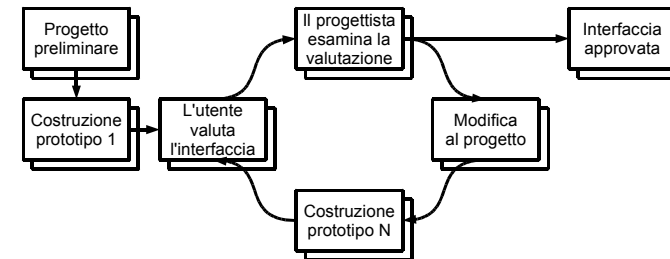 Progetto
preliminare
Costruzione
prototipo 1
L'utente
valuta
l'interfaccia
Il progettista
esamina la
valutazione
Interfaccia
approvata
Modifica
al progetto
Costruzione
prototipo N